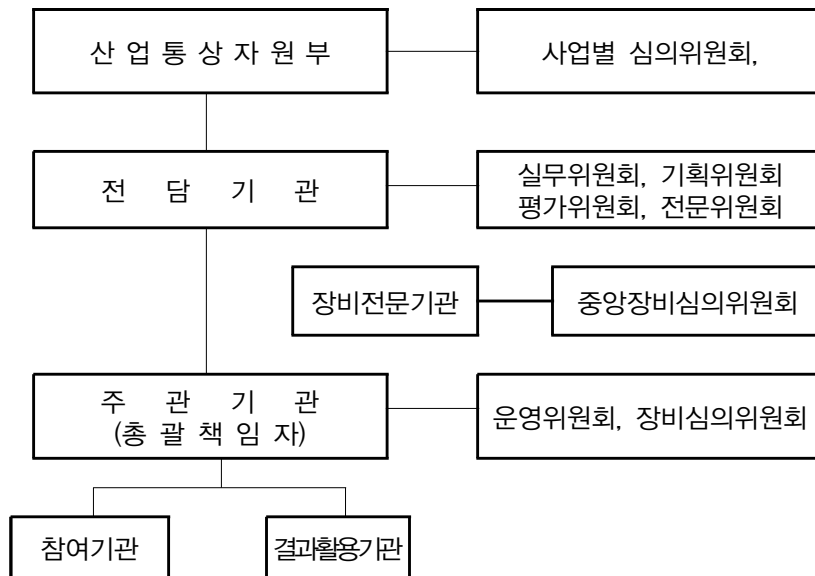 산 업 통 상 자 원 부
사업별 심의위원회,
전 담 기 관
실무위원회, 기획위원회
평가위원회, 전문위원회
장비전문기관
중앙장비심의위원회
주 관 기 관
(총 괄 책 임 자)
운영위원회, 장비심의위원회
참여기관
결과활용기관